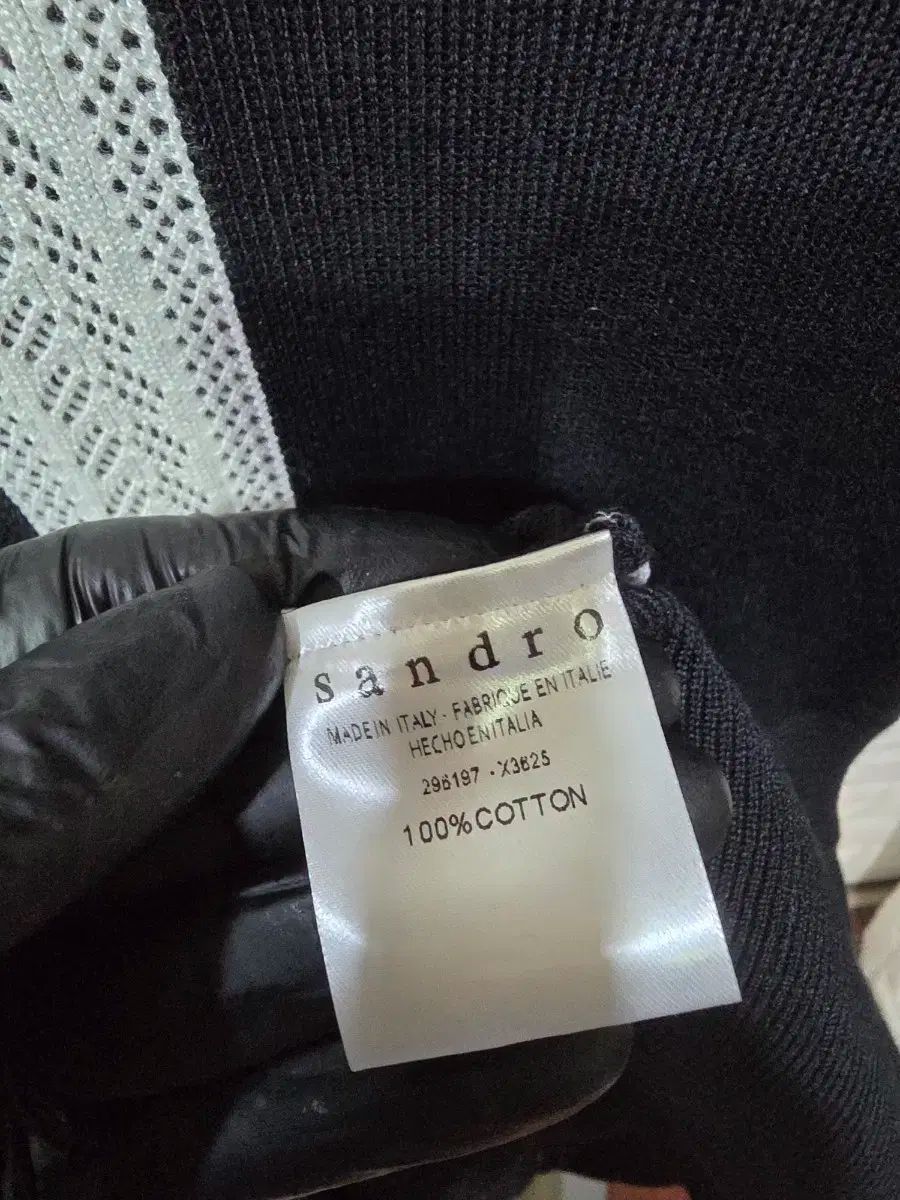 sandro
MADE IN ITALY - FABRIQUE EN ITALIE
HECHO EN ITALIA
296197 · X3625
100% COTTON